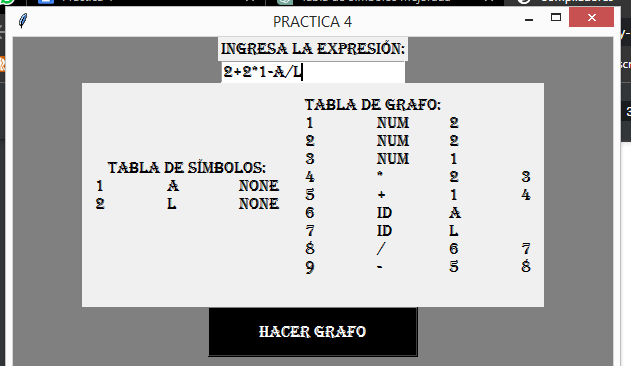 PRACTICA 4
INGRESA LA EXPRESIÓN:
2+2*1-A/L
TABLA DE SÍMBOLOS:
1 A NONE
2 L NONE
TABLA DE GRAFO:
1 NUM 2
2 NUM 2
3 NUM 1
4 * 2 3
5 + 1 4
6 ID A
7 ID L
8 / 6 7
9 - 5 8
HACER GRAFO